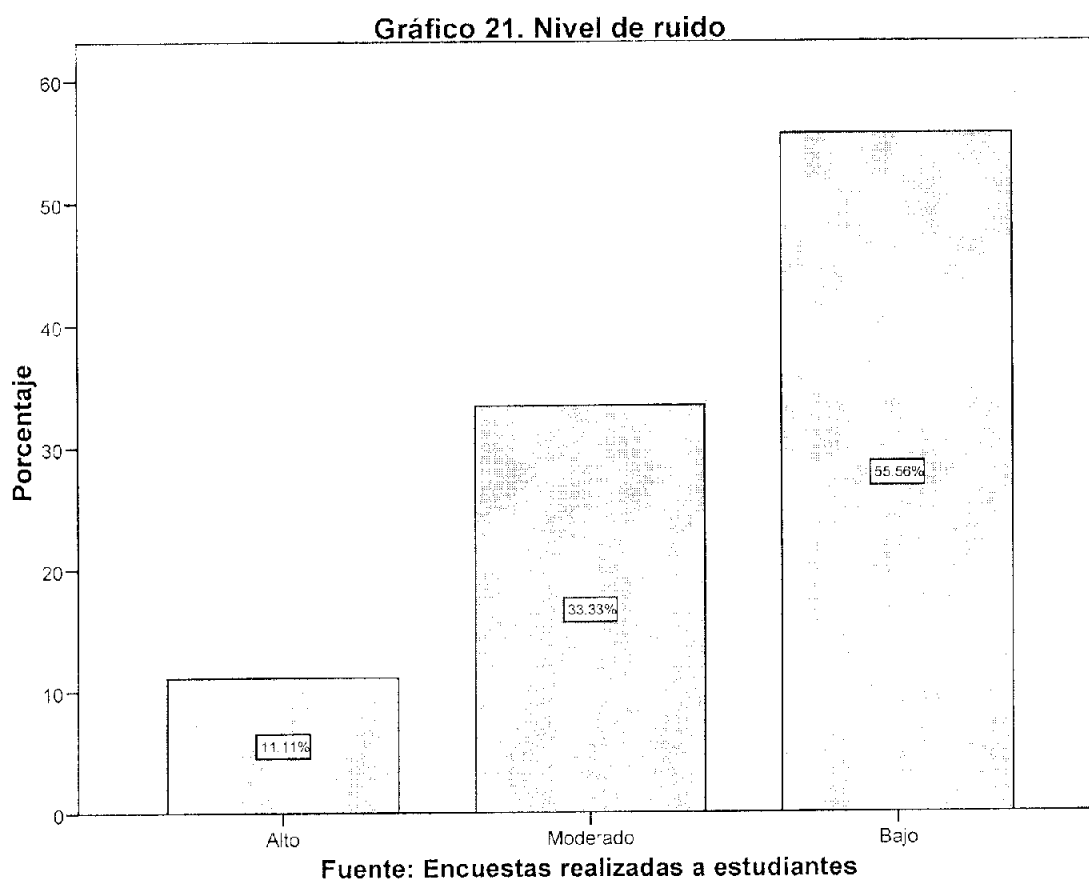 Gráfico 21. Nivel de ruido
60
50
40
30
20
10
0
Porcentaje
11.11%
33.33%
55.56%
Alto
Moderado
Bajo
Fuente: Encuestas realizadas a estudiantes